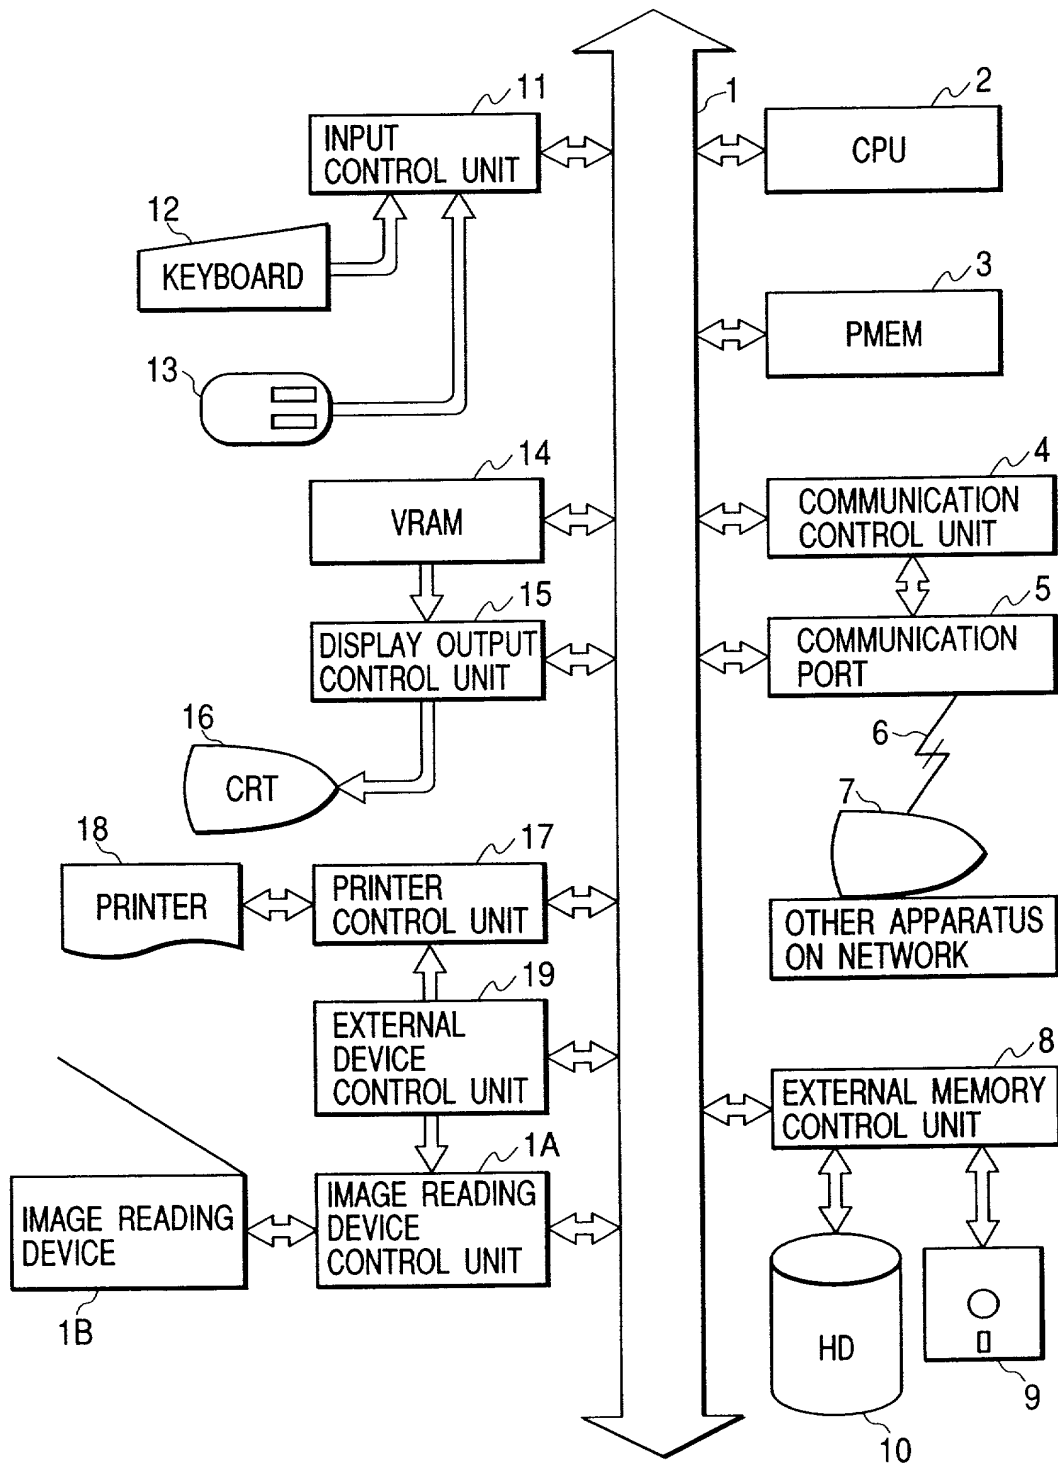 11
INPUT
CONTROL UNIT
12
KEYBOARD
13
14
VRAM
15
DISPLAY OUTPUT
CONTROL UNIT
16
CRT
18
PRINTER
17
PRINTER
CONTROL UNIT
19
EXTERNAL
DEVICE
CONTROL UNIT
1A
IMAGE READING
DEVICE
CONTROL UNIT
IMAGE READING
DEVICE
1B
1
2
CPU
3
PMEM
4
COMMUNICATION
CONTROL UNIT
5
COMMUNICATION
PORT
6
7
OTHER APPARATUS
ON NETWORK
8
EXTERNAL MEMORY
CONTROL UNIT
HD
10
9